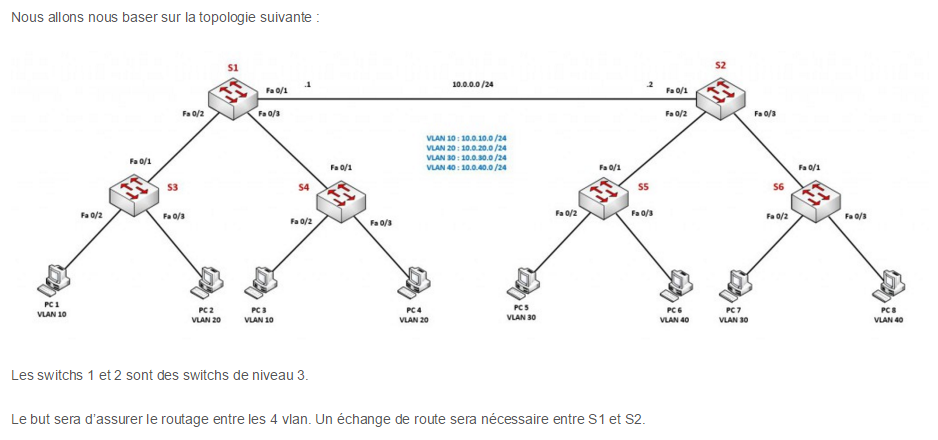 Nous allons nous baser sur la topologie suivante :
S1
S2
Fa 0/1
.1
10.0.0.0 /24
.2
Fa 0/1
Fa 0/2
Fa 0/3
Fa 0/2
Fa 0/3
VLAN 10 : 10.0.10.0 /24
VLAN 20 : 10.0.20.0 /24
VLAN 30 : 10.0.30.0 /24
VLAN 40 : 10.0.40.0 /24
Fa 0/1
Fa 0/1
Fa 0/1
Fa 0/1
S3
S4
S5
S6
Fa 0/2
Fa 0/3
Fa 0/2
Fa 0/3
Fa 0/2
Fa 0/3
Fa 0/2
Fa 0/3
PC 1
VLAN 10
PC 2
VLAN 20
PC 3
VLAN 10
PC 4
VLAN 20
PC 5
VLAN 30
PC 6
VLAN 40
PC 7
VLAN 30
PC 8
VLAN 40
Les switchs 1 et 2 sont des switchs de niveau 3.
Le but sera d'assurer le routage entre les 4 vlan. Un échange de route sera nécessaire entre S1 et S2.